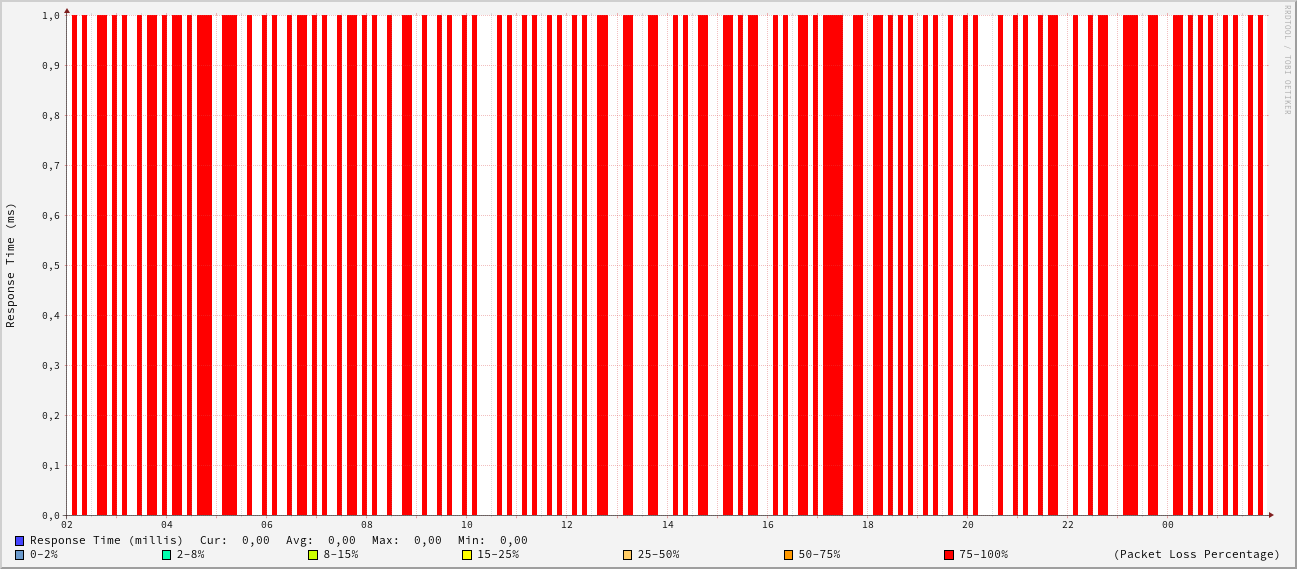 RRDTOOL / TOBI OETIKER
Response Time (ms)
1,0
0,9
0,8
0,7
0,6
0,5
0,4
0,3
0,2
0,1
0,0
02 04 06 08 10 12 14 16 18 20 22 00
Response Time (millis) Cur: 0,00 Avg: 0,00 Max: 0,00 Min: 0,00
0-2% 2-8% 8-15% 15-25% 25-50% 50-75% 75-100% (Packet Loss Percentage)